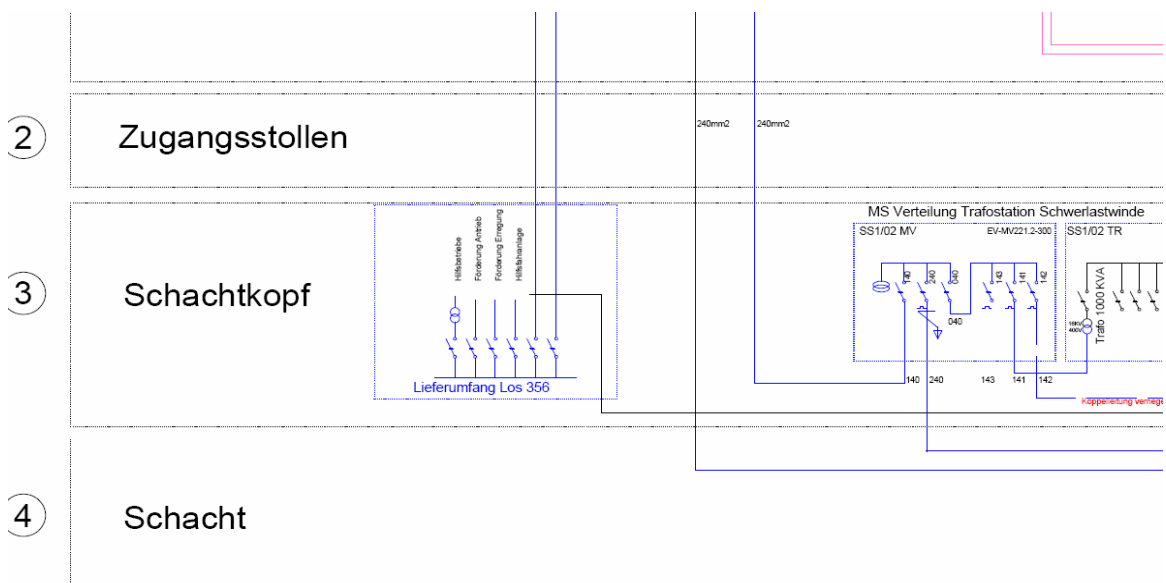 2
Zugangsstollen
240mm2
240mm2
3
Schachtkopf
Hilfsbetriebe
Förderung Antrieb
Förderung Erregung
Hilfsfahranlage
Lieferumfang Los 356
MS Verteilung Trafostation Schwerlastwinde
SS1/02 MV
EV-MV221.2-300
SS1/02 TR
140
240
040
143
141
142
040
Trafo 1000 KVA
400V
140
240
143
141
142
4
Schacht